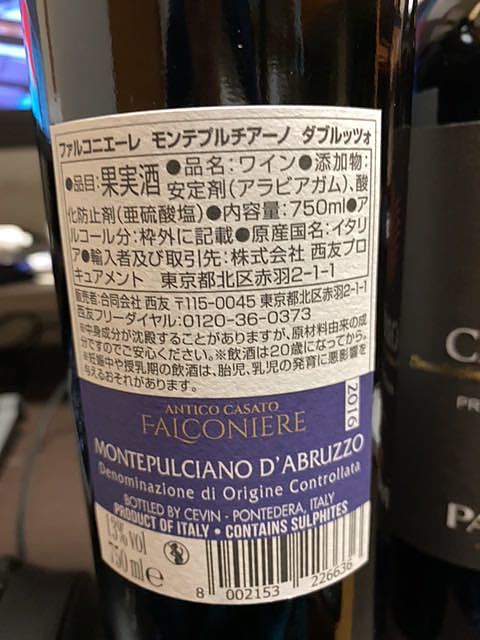 ファルコニエーレ モンテプルチアーノ ダブルッツォ
●品目:果実酒 ●品名:ワイン●添加物:
安定剤(アラビアガム)、酸
化防止剤(亜硫酸塩)●内容量:750ml●ア
ルコール分:枠外に記載●原産国名:イタリ
ア●輸入者及び取引先:株式会社 西友プロ
キュアメント 東京都北区赤羽2-1-1
販売者:合同会社 西友 〒115-0045 東京都北区赤羽2-1-1
西友フリーダイヤル:0120-36-0373
※中身成分が沈殿することがありますが、原材料由来の成
分ですのでご安心ください。※飲酒は20歳になってから。
※妊娠中や授乳期の飲酒は、胎児、乳児の発育に悪影響を
与えるおそれがあります。
2016
ANTICO CASATO
FALCONIERE
MONTEPULCIANO D'ABRUZZO
Denominazione di Origine Controllata
BOTTLED BY CEVIN - PONTEDERA, ITALY
PRODUCT OF ITALY • CONTAINS SULPHITES
13% vol
750 ml e
8 002153 226636
C
PR
PA